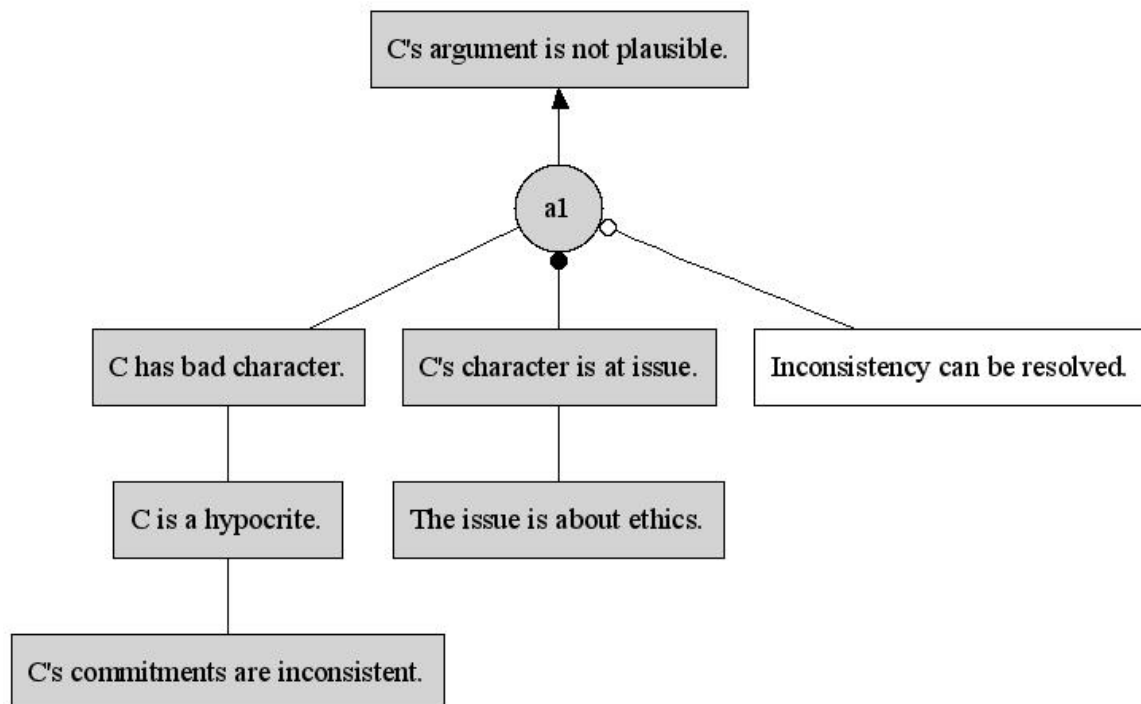 C's argument is not plausible.
a1
C has bad character.
C's character is at issue.
Inconsistency can be resolved.
C is a hypocrite.
The issue is about ethics.
C's commitments are inconsistent.